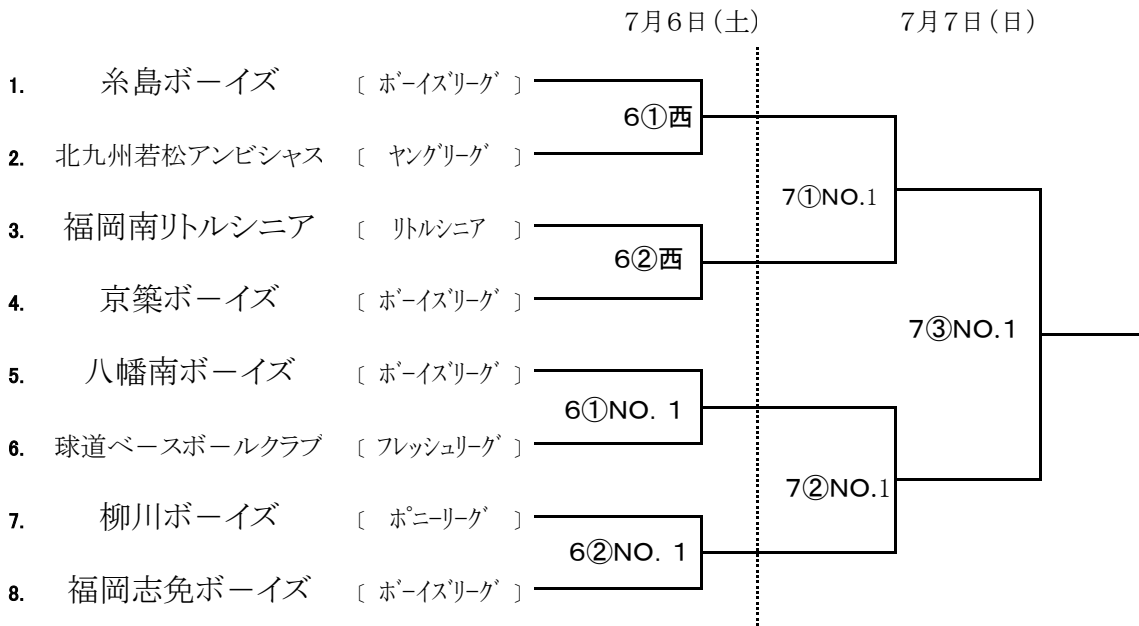 7月6日(土) 7月7日(日)
1. 糸島ボーイズ 〔 ボーイズリーグ 〕
6①西
2. 北九州若松アンビシャス 〔 ヤングリーグ 〕
7①NO.1
3. 福岡南リトルシニア 〔 リトルシニア 〕
6②西
4. 京築ボーイズ 〔 ボーイズリーグ 〕
7③NO.1
5. 八幡南ボーイズ 〔 ボーイズリーグ 〕
6①NO. 1
6. 球道ベースボールクラブ 〔 フレッシュリーグ 〕
7②NO.1
7. 柳川ボーイズ 〔 ポニーリーグ 〕
6②NO. 1
8. 福岡志免ボーイズ 〔 ボーイズリーグ 〕